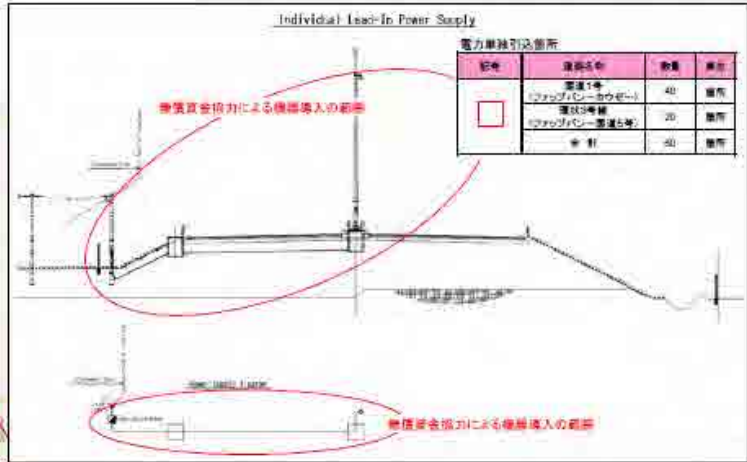 Individual Lead-In Power Supply
電力単独引込箇所
記号 道路名称 数量 単位
国道1号
(ファップバン～カウゼー) 40 箇所
環状3号線
(ファップバン～国道5号) 20 箇所
合 計 60 箇所
無償資金協力による機器導入の範囲
Power Supply System
無償資金協力による機器導入の範囲